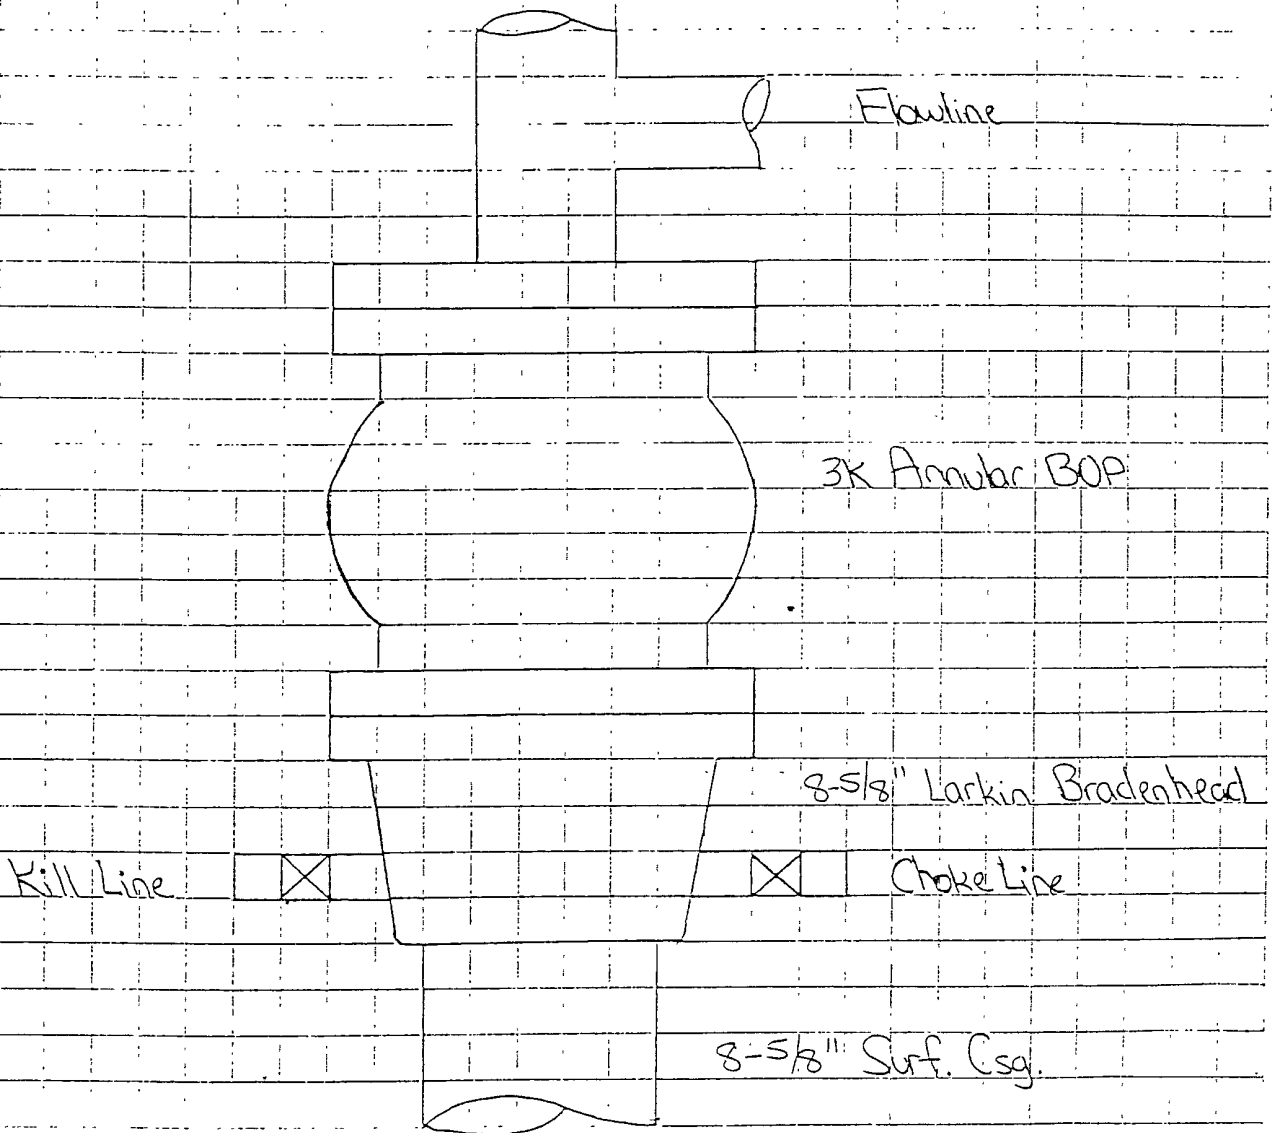 Flowline
3K Annular BOP
8-5/8" Larkin Bradenhead
Kill Line
Choke Line
8-5/8" Surf. Csg.